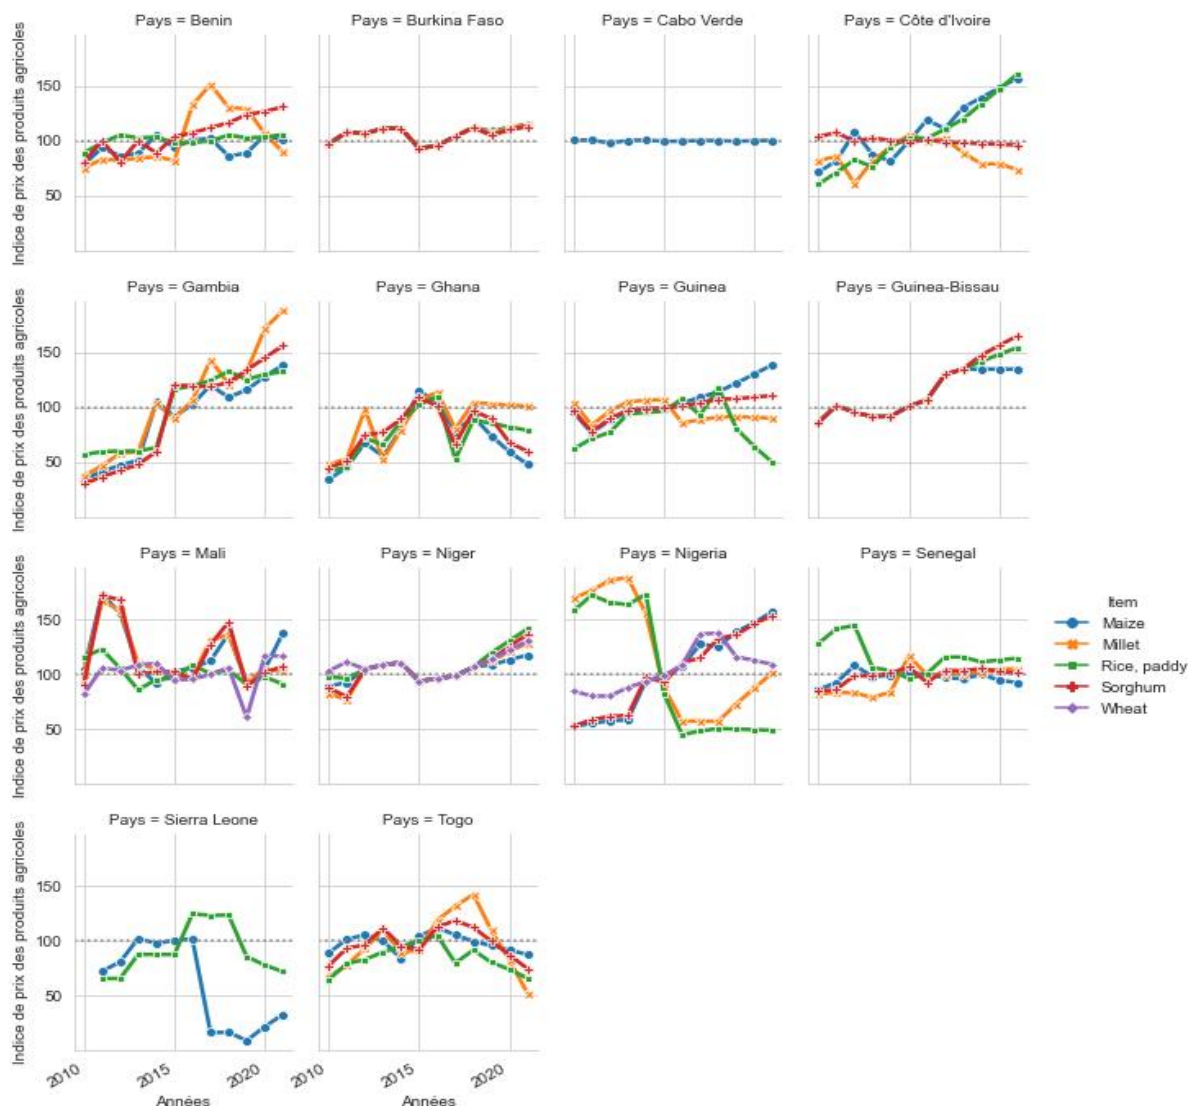 Pays = Benin
Pays = Burkina Faso
Pays = Cabo Verde
Pays = Côte d'Ivoire
Indice de prix des produits agricoles
150
100
50
Pays = Gambia
Pays = Ghana
Pays = Guinea
Pays = Guinea-Bissau
Indice de prix des produits agricoles
150
100
50
Pays = Mali
Pays = Niger
Pays = Nigeria
Pays = Senegal
Indice de prix des produits agricoles
150
100
50
Item
Maize
Millet
Rice, paddy
Sorghum
Wheat
Pays = Sierra Leone
Pays = Togo
Indice de prix des produits agricoles
150
100
50
2010
2015
2020
2010
2015
2020
Années
Années